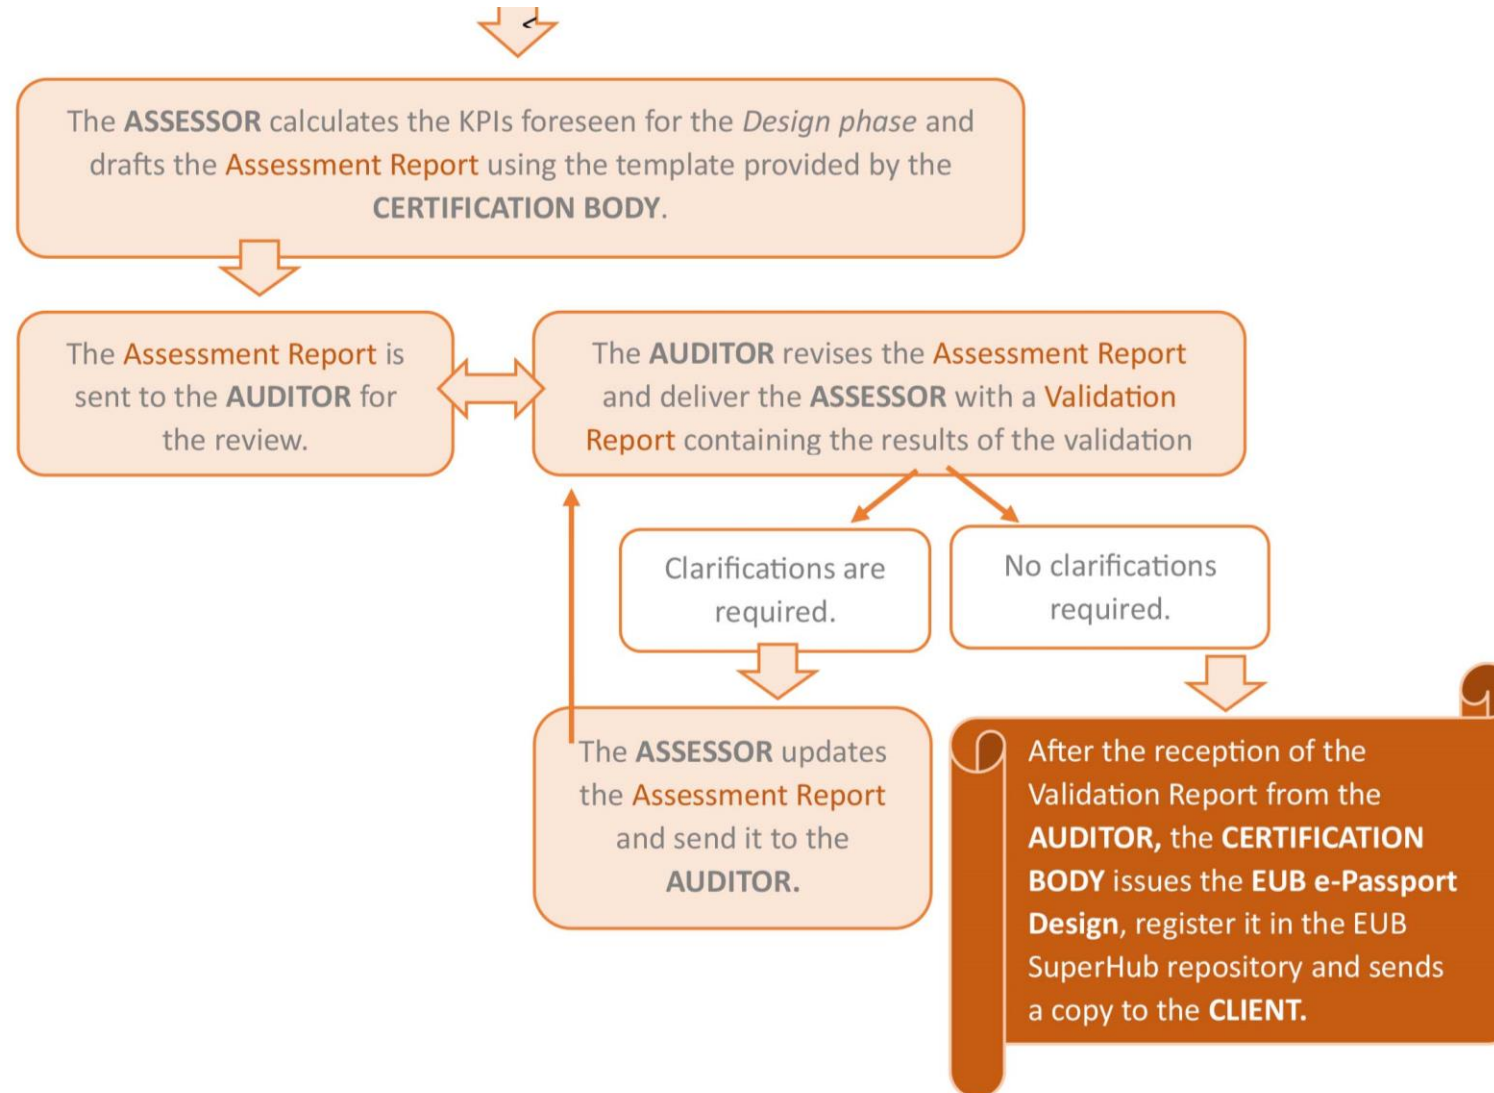 The ASSESSOR calculates the KPIs foreseen for the Design phase and
drafts the Assessment Report using the template provided by the
CERTIFICATION BODY.
The Assessment Report is
sent to the AUDITOR for
the review.
The AUDITOR revises the Assessment Report
and deliver the ASSESSOR with a Validation
Report containing the results of the validation
Clarifications are
required.
No clarifications
required.
The ASSESSOR updates
the Assessment Report
and send it to the
AUDITOR.
After the reception of the
Validation Report from the
AUDITOR, the CERTIFICATION
BODY issues the EUB e-Passport
Design, register it in the EUB
SuperHub repository and sends
a copy to the CLIENT.